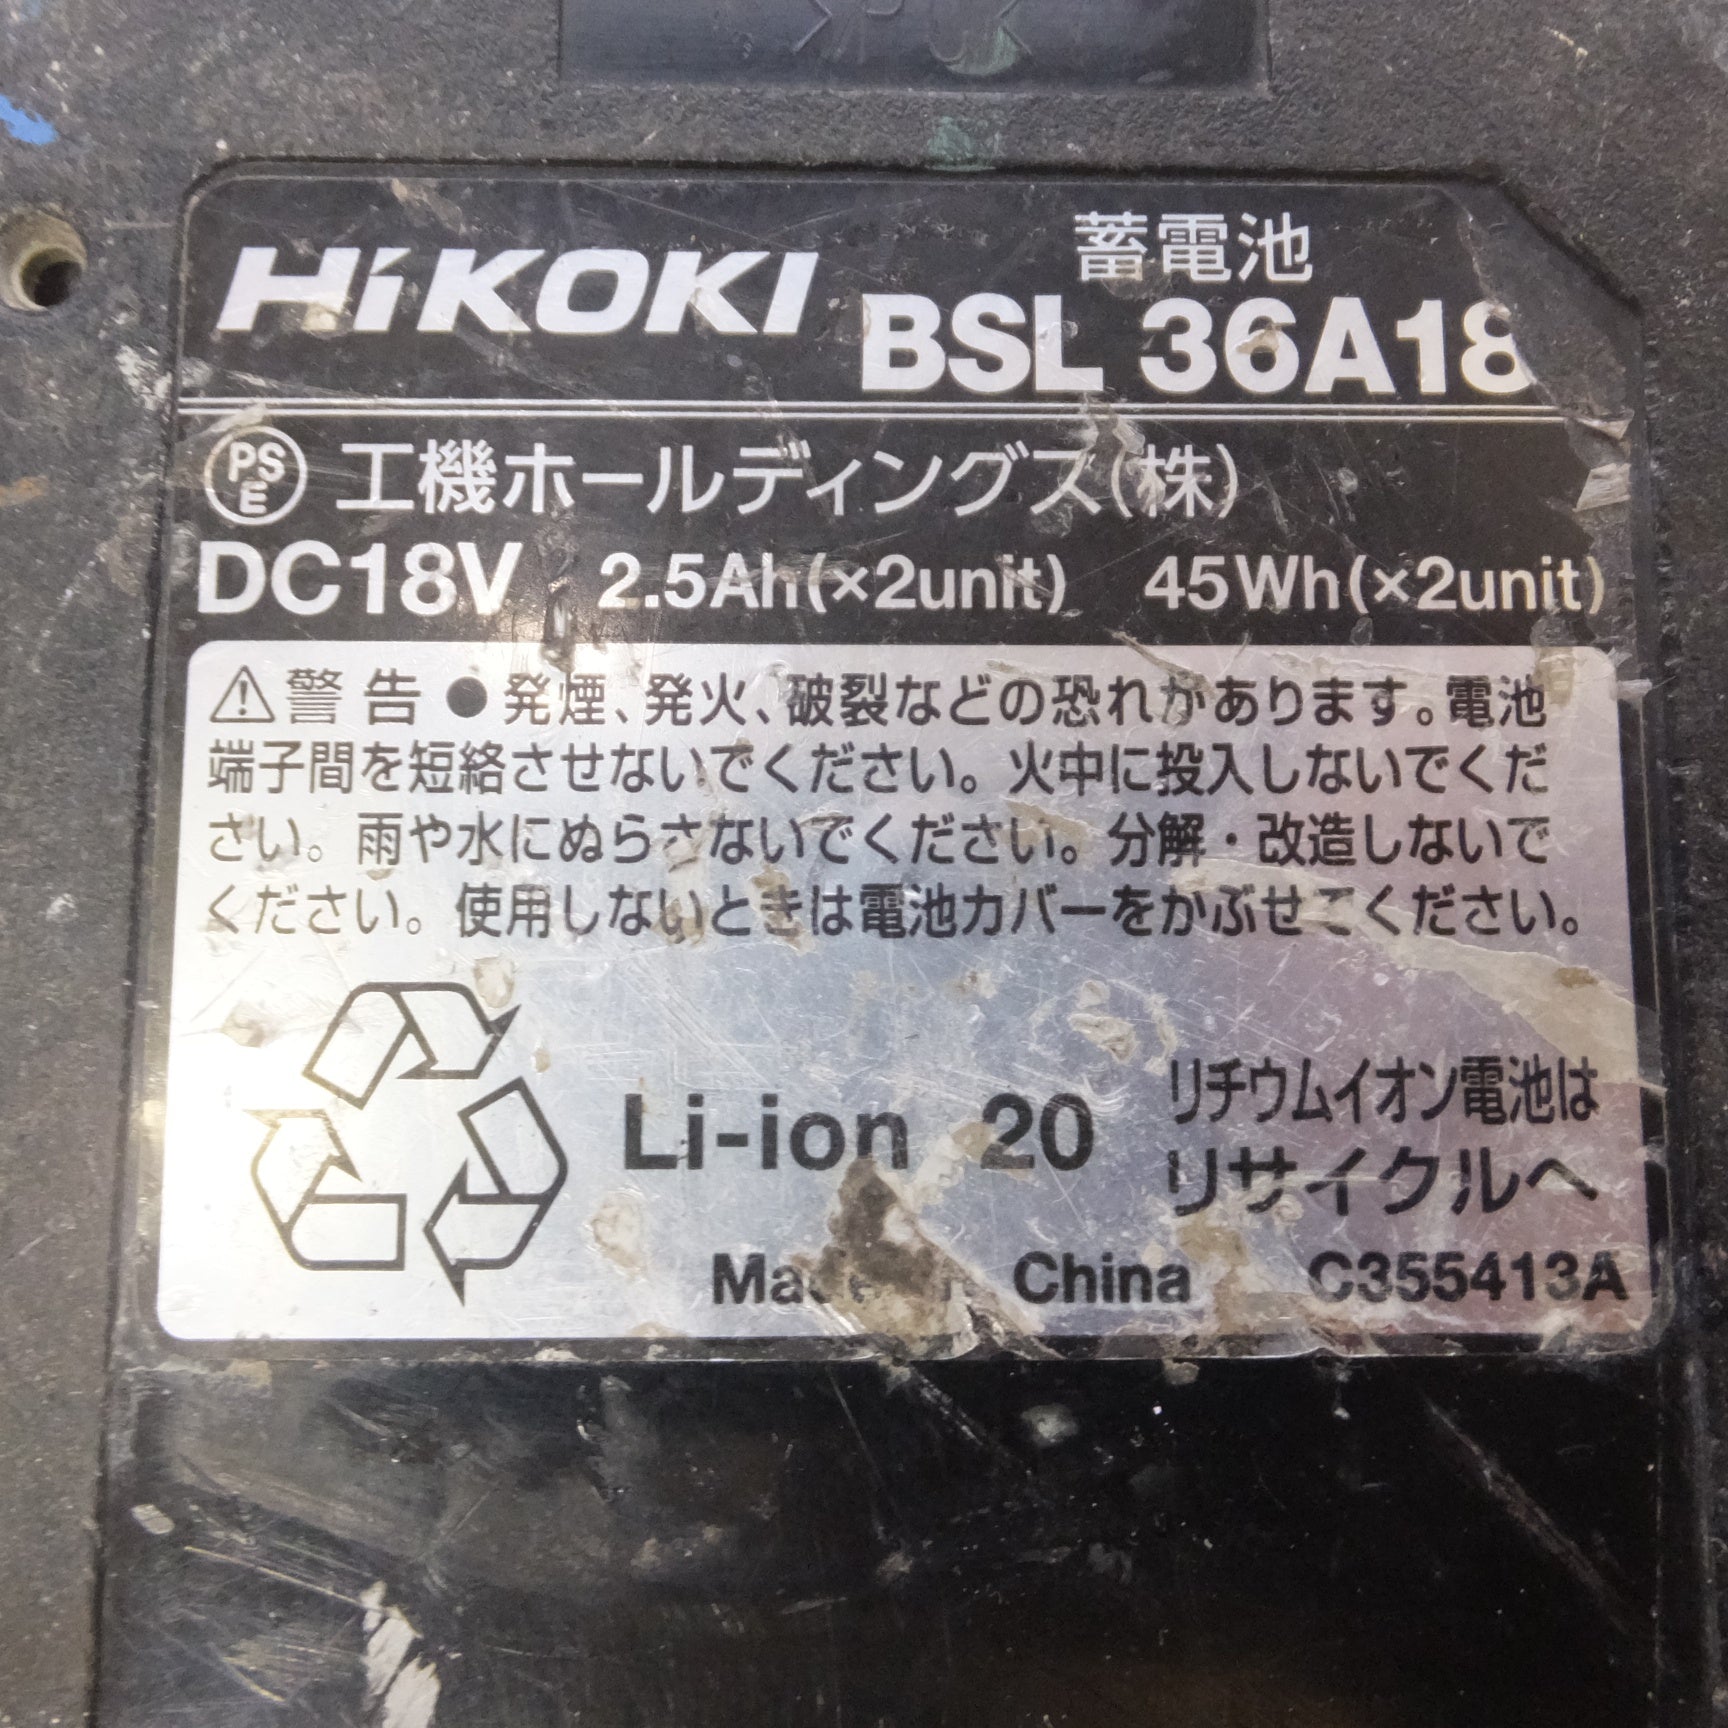 HiKOKI
蓄電池
BSL 36A18
PSE 工機ホールディングス(株)
DC18V 2.5Ah(×2unit) 45Wh(×2unit)
⚠警告 ●発煙、発火、破裂などの恐れがあります。電池
端子間を短絡させないでください。火中に投入しないでくだ
さい。雨や水にぬらさないでください。分解・改造しないで
ください。使用しないときは電池カバーをかぶせてください。
Li-ion 20
リチウムイオン電池は
リサイクルへ
Made in China C355413A